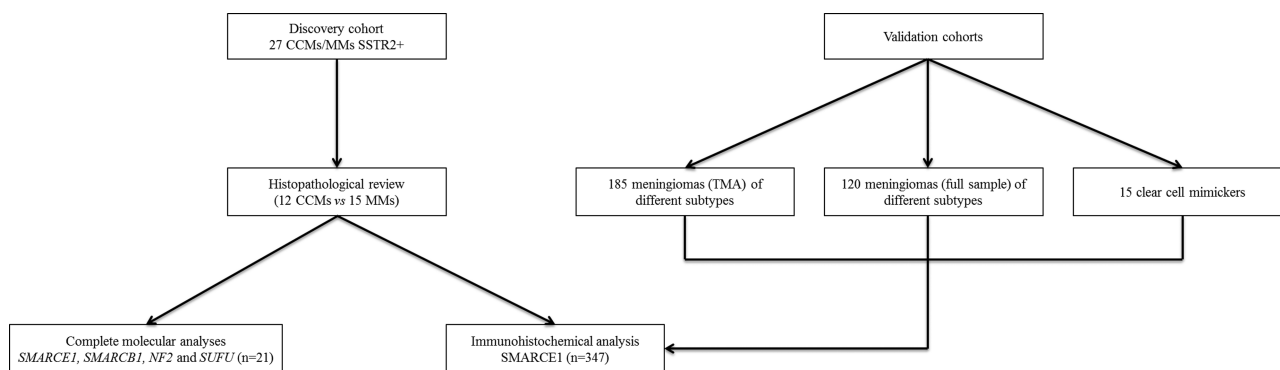 Discovery cohort
27 CCMs/MMs SSTR2+
Validation cohorts
Histopathological review
(12 CCMs vs 15 MMs)
185 meningiomas (TMA) of
different subtypes
120 meningiomas (full sample) of
different subtypes
15 clear cell mimickers
Complete molecular analyses
SMARCE1, SMARCB1, NF2 and SUFU (n=21)
Immunohistochemical analysis
SMARCE1 (n=347)